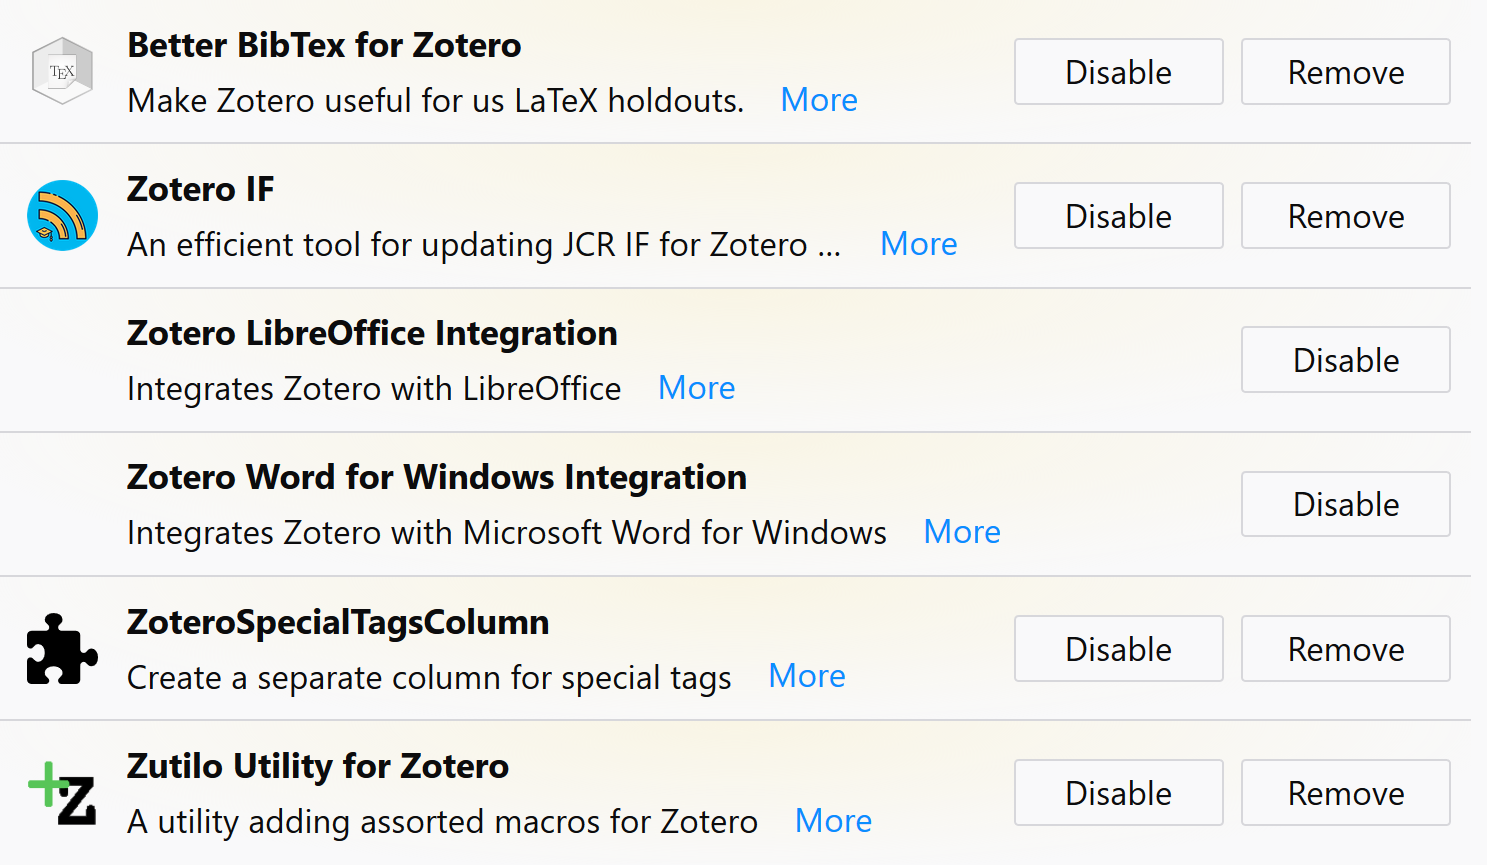 Better BibTex for Zotero
Make Zotero useful for us LaTeX holdouts. More
Disable Remove
TEX
Zotero IF
An efficient tool for updating JCR IF for Zotero ... More
Disable Remove
Zotero LibreOffice Integration
Integrates Zotero with LibreOffice More
Disable
Zotero Word for Windows Integration
Integrates Zotero with Microsoft Word for Windows More
Disable
ZoteroSpecialTagsColumn
Create a separate column for special tags More
Disable Remove
Zutilo Utility for Zotero
A utility adding assorted macros for Zotero More
Disable Remove
Z